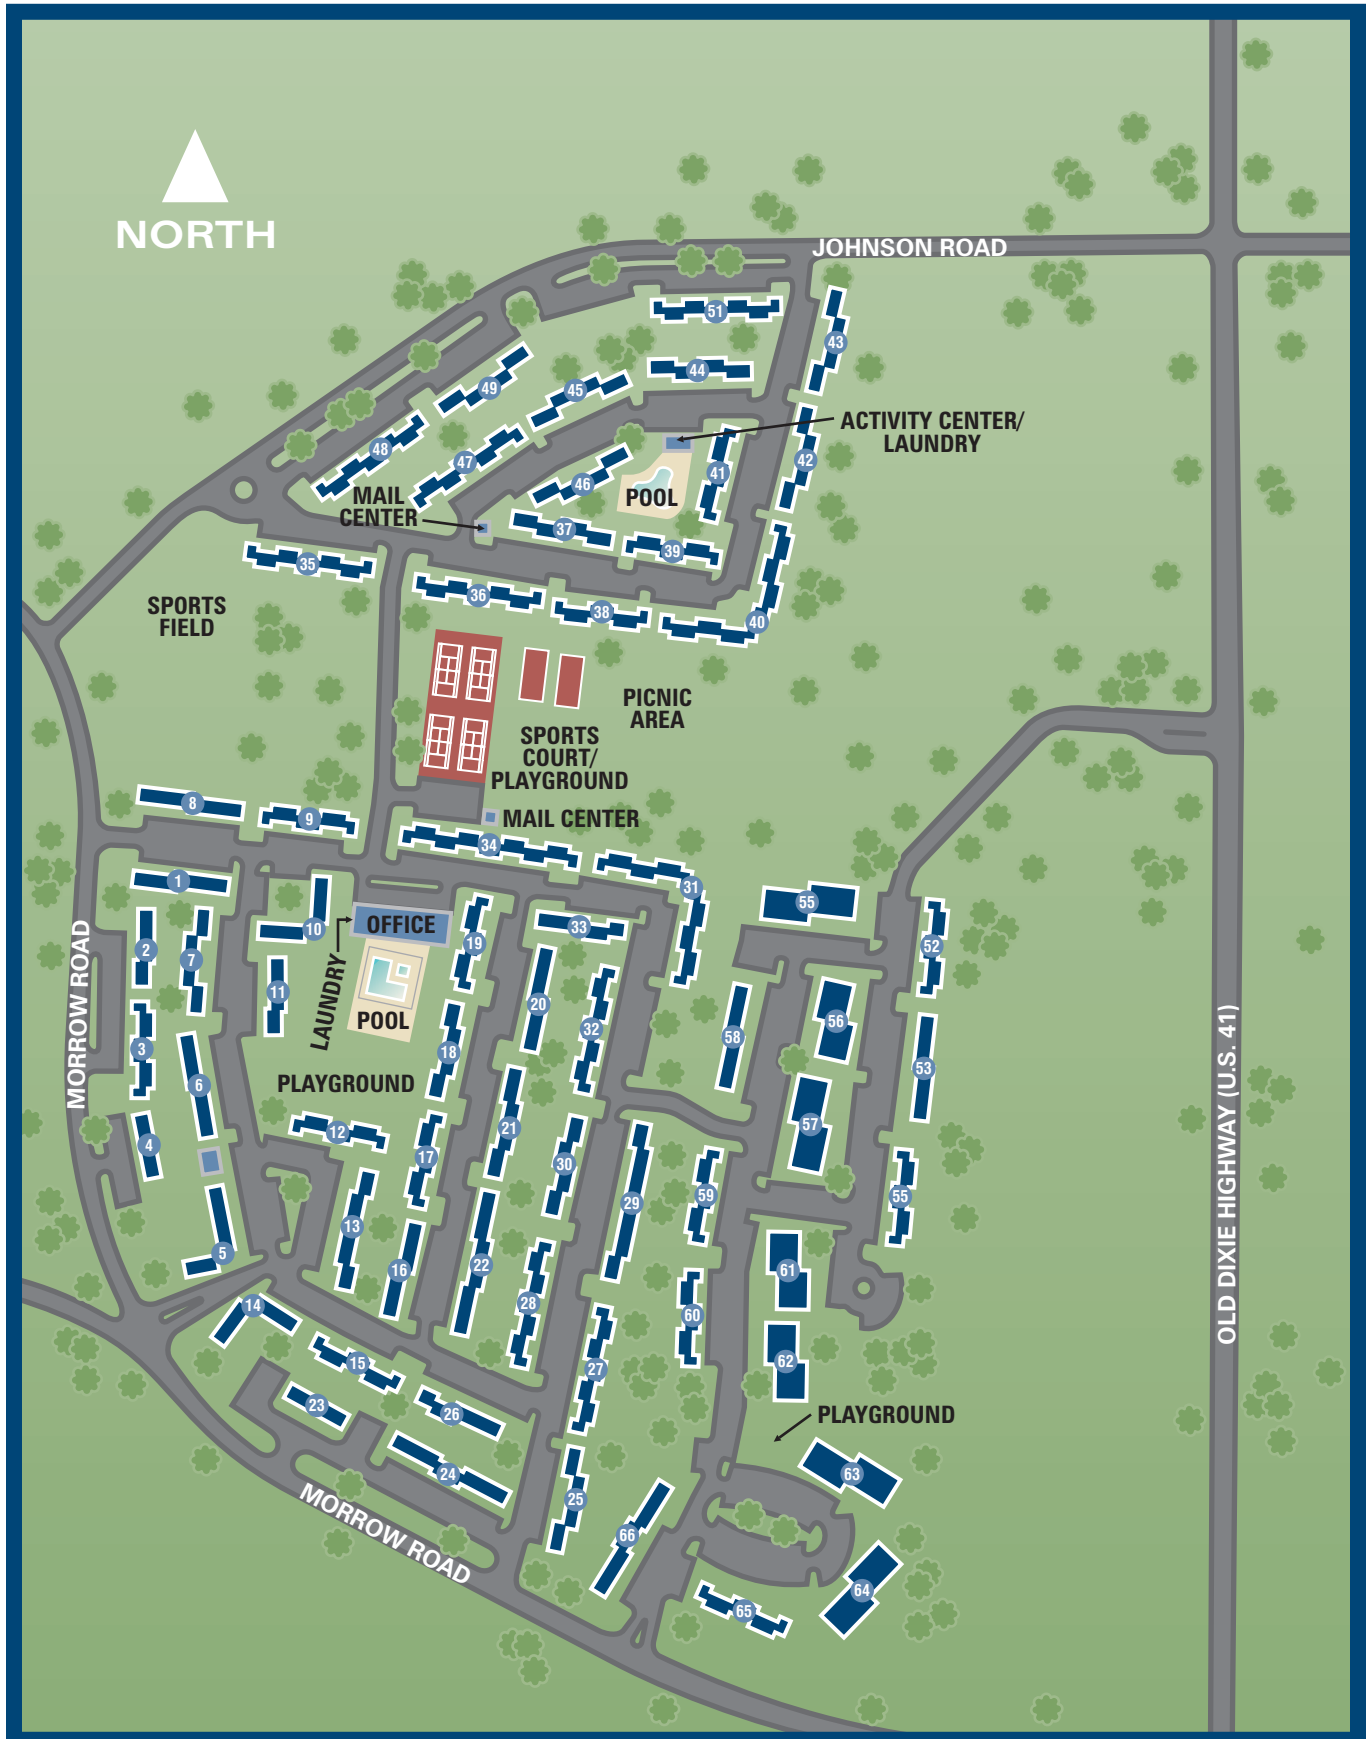 NORTH
JOHNSON ROAD
51
43
49
45
44
ACTIVITY CENTER/
LAUNDRY
48
47
46
41
42
POOL
MAIL
CENTER
37
39
35
36
38
40
SPORTS
FIELD
PICNIC
AREA
SPORTS
COURT/
PLAYGROUND
MAIL CENTER
8
9
34
31
1
10
OFFICE
19
33
55
52
2
7
11
LAUNDRY
POOL
20
32
58
56
3
6
18
53
PLAYGROUND
MORROW ROAD
4
12
17
21
30
57
59
55
5
13
16
22
29
28
61
60
OLD DIXIE HIGHWAY (U.S. 41)
14
15
27
62
23
26
24
25
PLAYGROUND
63
MORROW ROAD
66
64
65